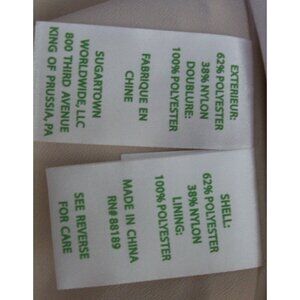 EXTERIEUR:
62% POLYESTER
38% NYLON
DOUBLURE:
100% POLYESTER
FABRIQUE EN
CHINE
SUGARTOWN
WORLDWIDE, LLC
800 THIRD AVENUE
KING OF PRUSSIA, PA
SHELL:
62% POLYESTER
38% NYLON
LINING:
100% POLYESTER
MADE IN CHINA
RN# 88189
SEE REVERSE
FOR CARE